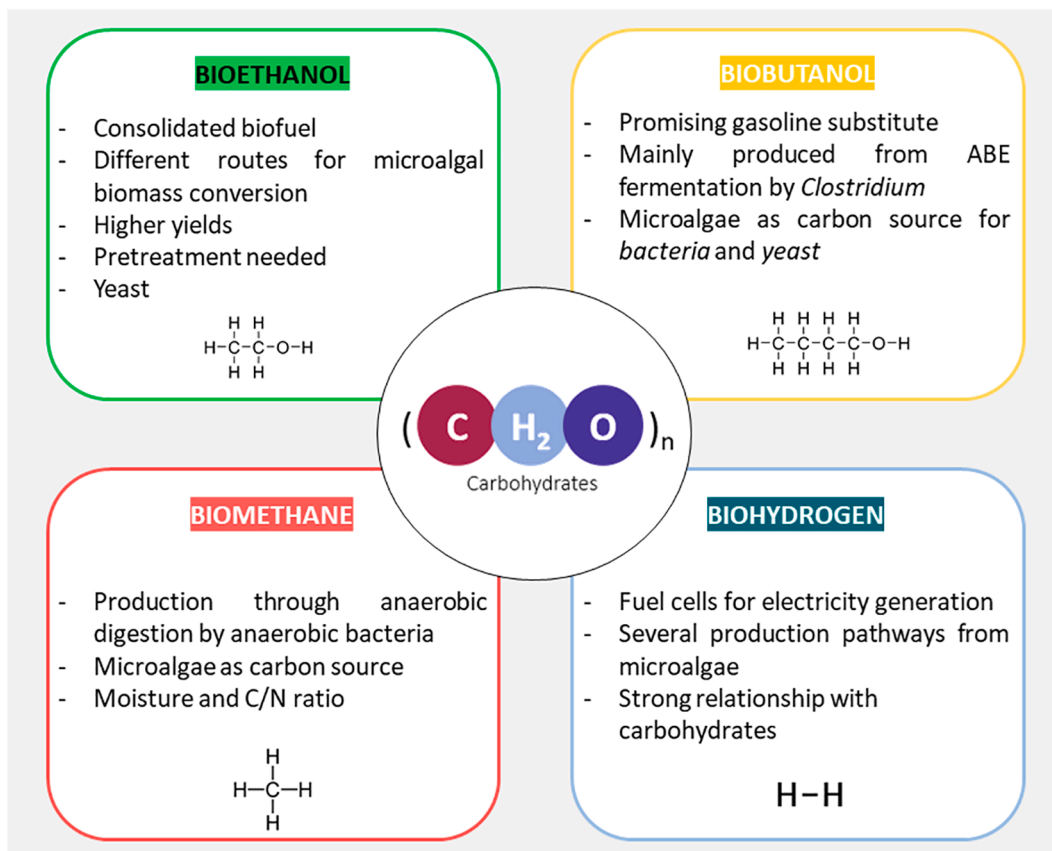 BIOETHANOL
- Consolidated biofuel
- Different routes for microalgal
biomass conversion
- Higher yields
- Pretreatment needed
- Yeast
H H
H-C-C-O-H
H H
BIOBUTANOL
- Promising gasoline substitute
- Mainly produced from ABE
fermentation by Clostridium
- Microalgae as carbon source for
bacteria and yeast
H H H H
H-C-C-C-C-O-H
H H H H
(C H₂ O)n
Carbohydrates
BIOMETHANE
- Production through anaerobic
digestion by anaerobic bacteria
- Microalgae as carbon source
- Moisture and C/N ratio
H
H-C-H
H
BIOHYDROGEN
- Fuel cells for electricity generation
- Several production pathways from
microalgae
- Strong relationship with
carbohydrates
H-H